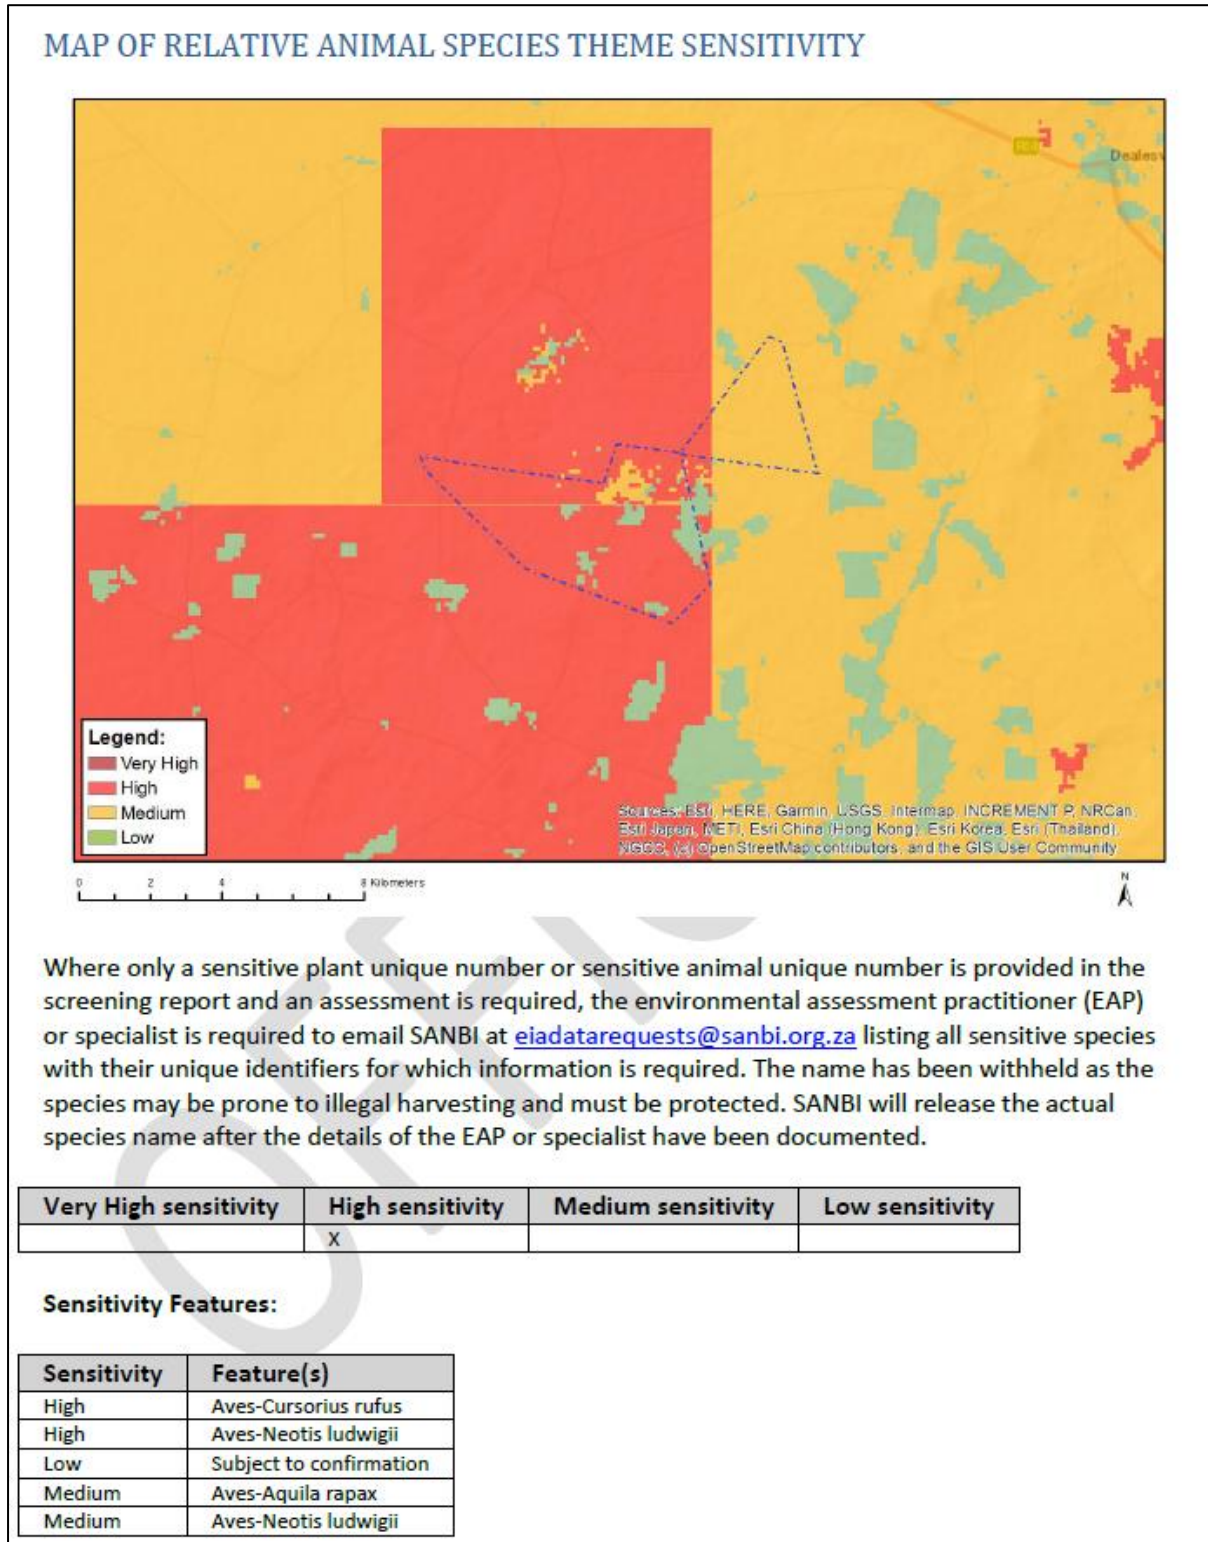 MAP OF RELATIVE ANIMAL SPECIES THEME SENSITIVITY
Legend:
Very High
High
Medium
Low
Sources: Esri, HERE, Garmin, USGS, Intermap, INCREMENT P, NRCan,
Esri Japan, METI, Esri China (Hong Kong), Esri Korea, Esri (Thailand),
NGCC, (c) OpenStreetMap contributors, and the GIS User Community
0 2 4 8 Kilometers
N
Where only a sensitive plant unique number or sensitive animal unique number is provided in the
screening report and an assessment is required, the environmental assessment practitioner (EAP)
or specialist is required to email SANBI at eiadatarequests@sanbi.org.za listing all sensitive species
with their unique identifiers for which information is required. The name has been withheld as the
species may be prone to illegal harvesting and must be protected. SANBI will release the actual
species name after the details of the EAP or specialist have been documented.
Very High sensitivity High sensitivity Medium sensitivity Low sensitivity
X
Sensitivity Features:
Sensitivity Feature(s)
High Aves-Cursorius rufus
High Aves-Neotis ludwigii
Low Subject to confirmation
Medium Aves-Aquila rapax
Medium Aves-Neotis ludwigii